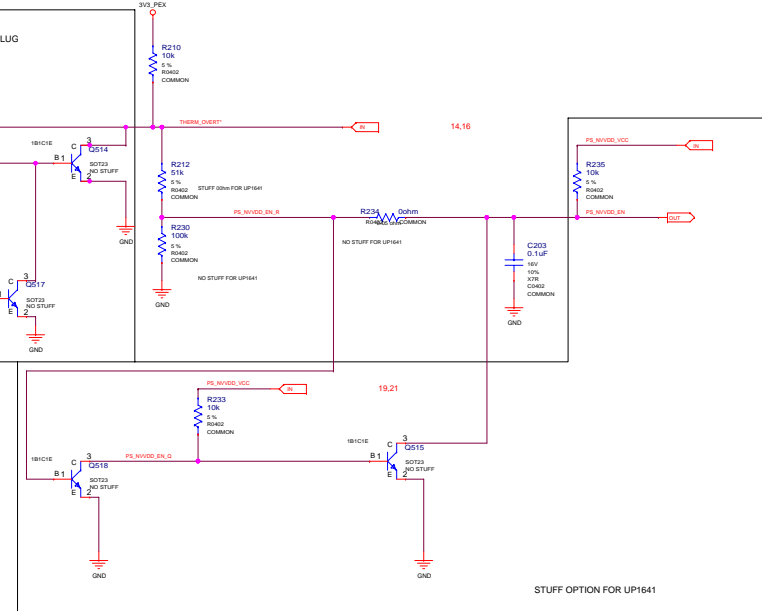 3V3_PEX
LUG
R210
10k
5 %
R0402
COMMON
THERM_OVERT*
IN
14,16
1B1C1E
C
3
Q514
B
1
E
2
SOT23
NO STUFF
GND
R212
51k
5 %
R0402
COMMON
STUFF 00hm FOR UP1641
PS_NVVDD_VCC
IN
R235
10k
5 %
R0402
COMMON
PS_NVVDD_EN_R
R234
0ohm
COMMON
NO STUFF FOR UP1641
PS_NVVDD_EN
OUT
R230
100k
5 %
R0402
COMMON
NO STUFF FOR UP1641
GND
C203
0.1uF
16V
10%
X7R
C0402
COMMON
GND
C
3
Q517
E
2
SOT23
NO STUFF
GND
PS_NVVDD_VCC
IN
19,21
R233
10k
5 %
R0402
COMMON
1B1C1E
C
3
Q518
B
1
E
2
SOT23
NO STUFF
PS_NVVDD_EN_Q
GND
1B1C1E
C
3
Q515
B
1
E
2
SOT23
NO STUFF
GND
STUFF OPTION FOR UP1641